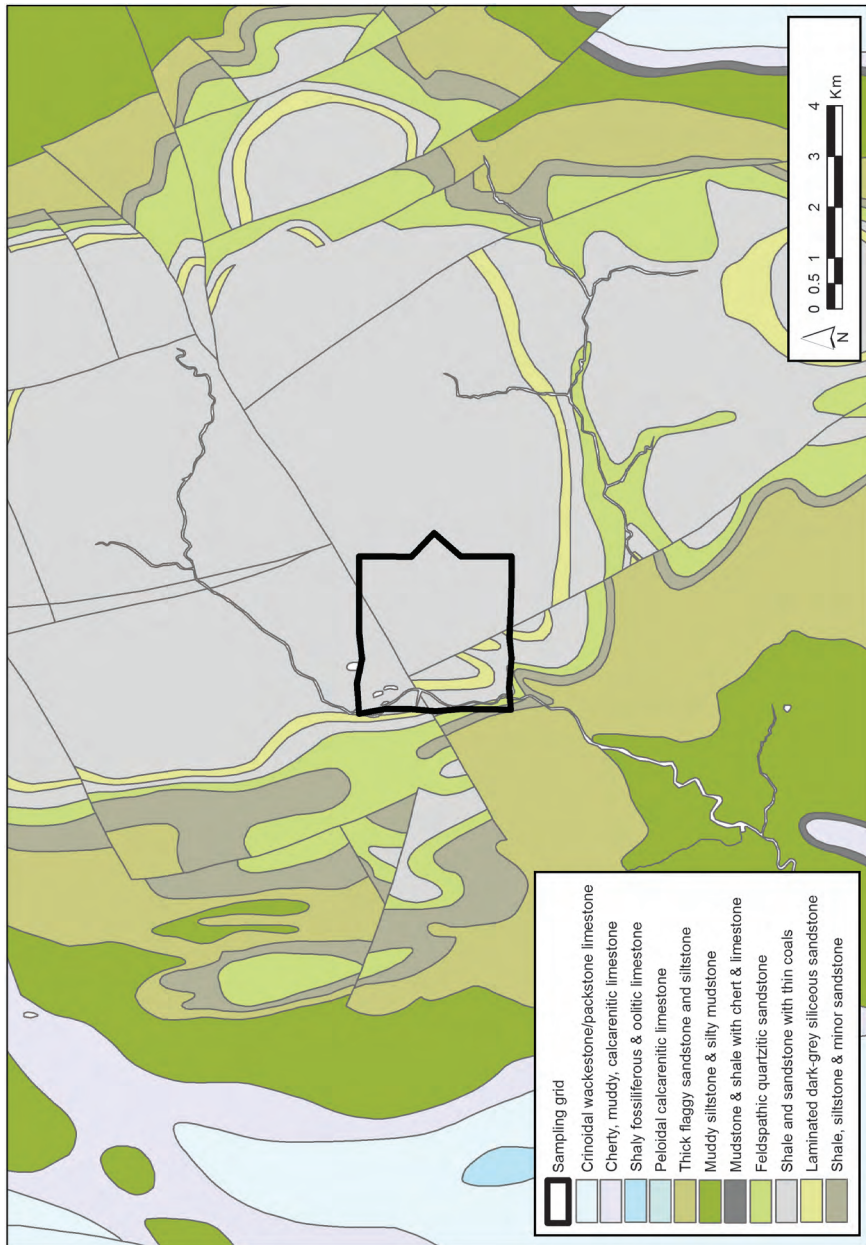 Sampling grid
Crinoidal wackestone/packstone limestone
Cherty, muddy, calcarenitic limestone
Shaly fossiliferous & oolitic limestone
Peloidal calcarenitic limestone
Thick flaggy sandstone and siltstone
Muddy siltstone & silty mudstone
Mudstone & shale with chert & limestone
Feldspathic quartzitic sandstone
Shale and sandstone with thin coals
Laminated dark-grey siliceous sandstone
Shale, siltstone & minor sandstone
N
0 0.5 1 2 3 4
Km